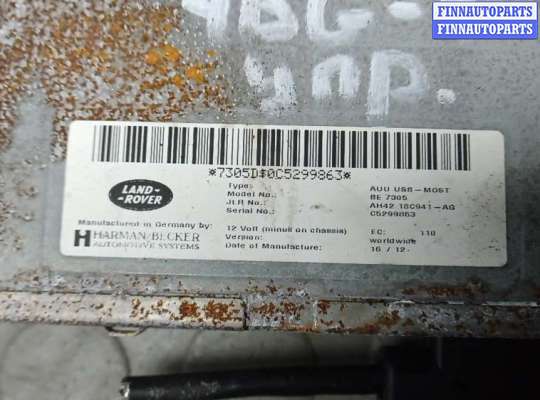 FINNAUTOPARTS
FINNAUTOPARTS
упр.
*7305D$0C5299863*
LAND-
ROVER
Type: AUU USB-MOST
Model No.: BE 7305
JLR No.: AH42 18C941-AG
Serial No.: C5299863
Manufactured in Germany by:
HARMAN/BECKER
AUTOMOTIVE SYSTEMS
12 Volt (minus on chassis) EC: 110
Version: worldwide
Date of Manufacture: 16 / 12-